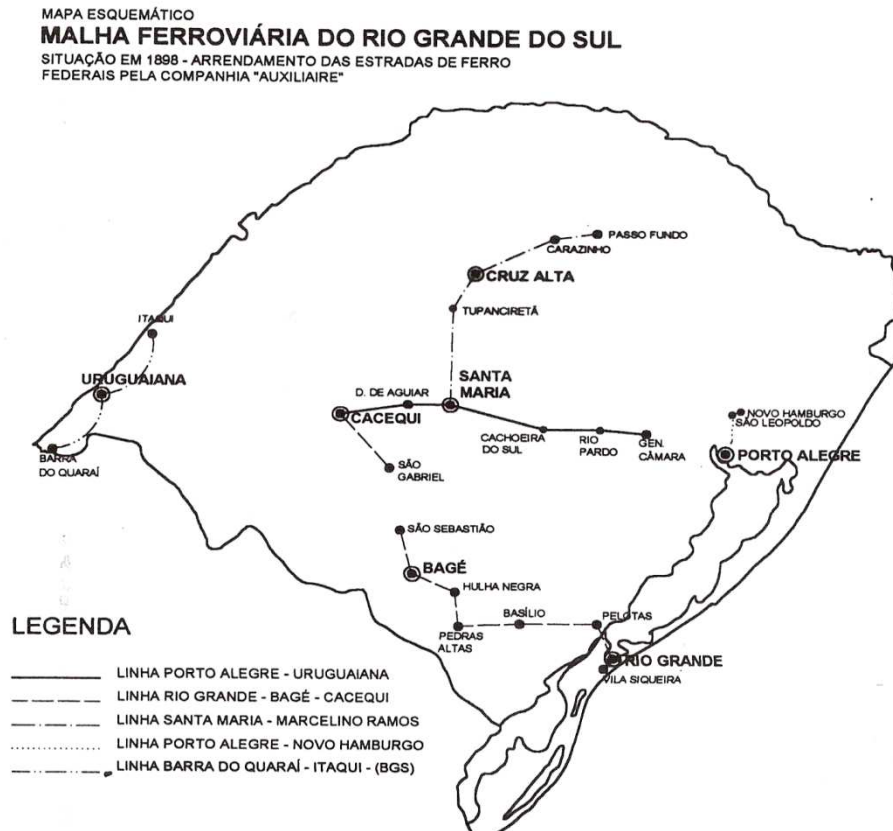 MAPA ESQUEMÁTICO
MALHA FERROVIÁRIA DO RIO GRANDE DO SUL
SITUAÇÃO EM 1898 - ARRENDAMENTO DAS ESTRADAS DE FERRO
FEDERAIS PELA COMPANHIA "AUXILIAIRE"
PASSO FUNDO
CARAZINHO
CRUZ ALTA
TUPANCIRETÃ
ITAQUI
URUGUAIANA
SANTA
MARIA
D. DE AGUIAR
CACEQUI
NOVO HAMBURGO
SÃO LEOPOLDO
CACHOEIRA
DO SUL
RIO
PARDO
GEN.
CÂMARA
PORTO ALEGRE
BARRA
DO QUARAÍ
SÃO
GABRIEL
SÃO SEBASTIÃO
BAGÉ
HULHA NEGRA
PEDRAS
ALTAS
BASÍLIO
PELOTAS
RIO GRANDE
VILA SIQUEIRA
LEGENDA
LINHA PORTO ALEGRE - URUGUAIANA
LINHA RIO GRANDE - BAGÉ - CACEQUI
LINHA SANTA MARIA - MARCELINO RAMOS
LINHA PORTO ALEGRE - NOVO HAMBURGO
LINHA BARRA DO QUARAÍ - ITAQUI - (BGS)